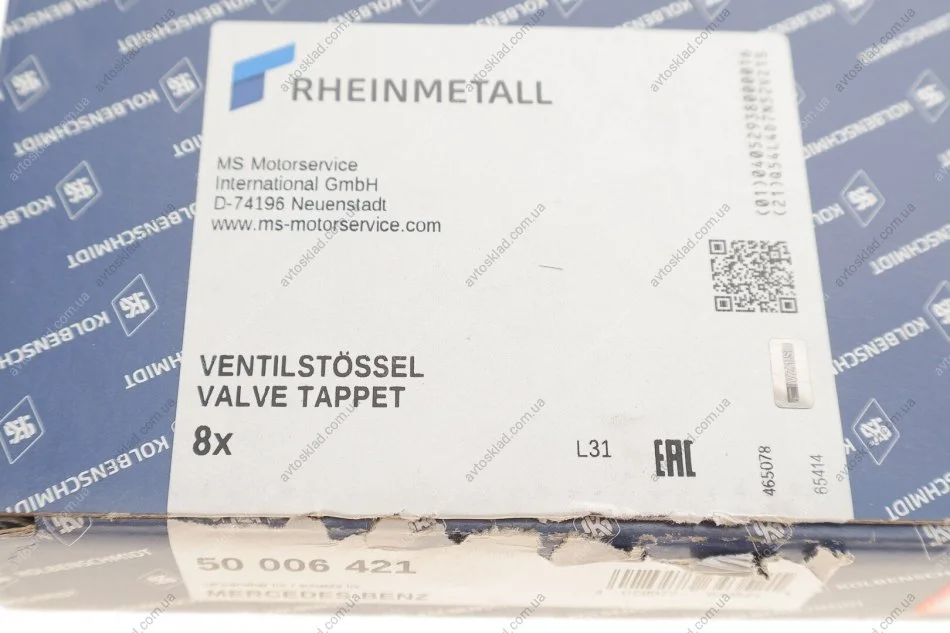 RHEINMETALL
MS Motorservice
International GmbH
D-74196 Neuenstadt
www.ms-motorservice.com
VENTILSTÖSSEL
VALVE TAPPET
8x
L31
EAC
465078
65414
50 006 421
MERCEDES-BENZ
KOLBENSCHMIDT
avtosklad.com.ua